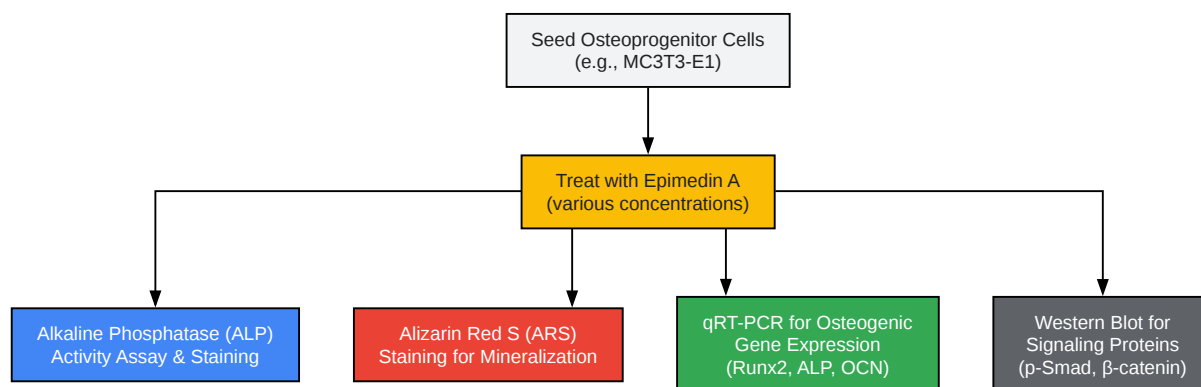 Seed Osteoprogenitor Cells
(e.g., MC3T3-E1)
Treat with Epimedin A
(various concentrations)
Alkaline Phosphatase (ALP)
Activity Assay & Staining
Alizarin Red S (ARS)
Staining for Mineralization
qRT-PCR for Osteogenic
Gene Expression
(Runx2, ALP, OCN)
Western Blot for
Signaling Proteins
(p-Smad, β-catenin)